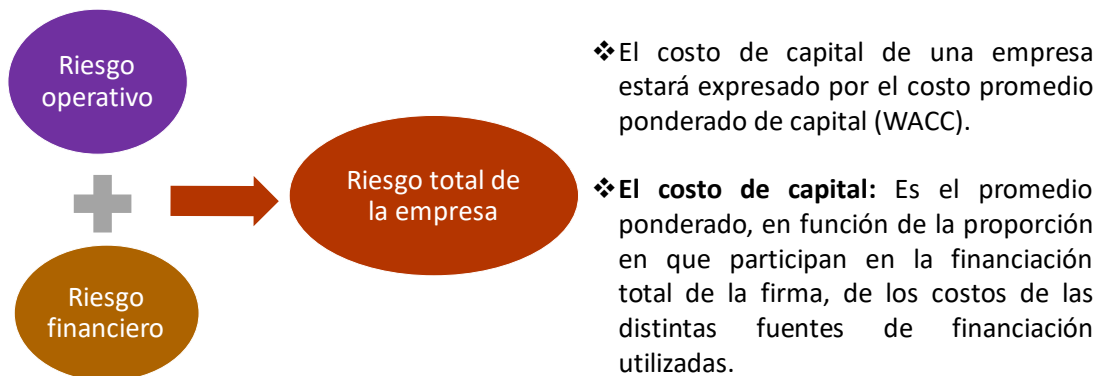 Riesgo
operativo
Riesgo
financiero
Riesgo total de
la empresa
❖El costo de capital de una empresa
estará expresado por el costo promedio
ponderado de capital (WACC).
❖El costo de capital: Es el promedio
ponderado, en función de la proporción
en que participan en la financiación
total de la firma, de los costos de las
distintas fuentes de financiación
utilizadas.